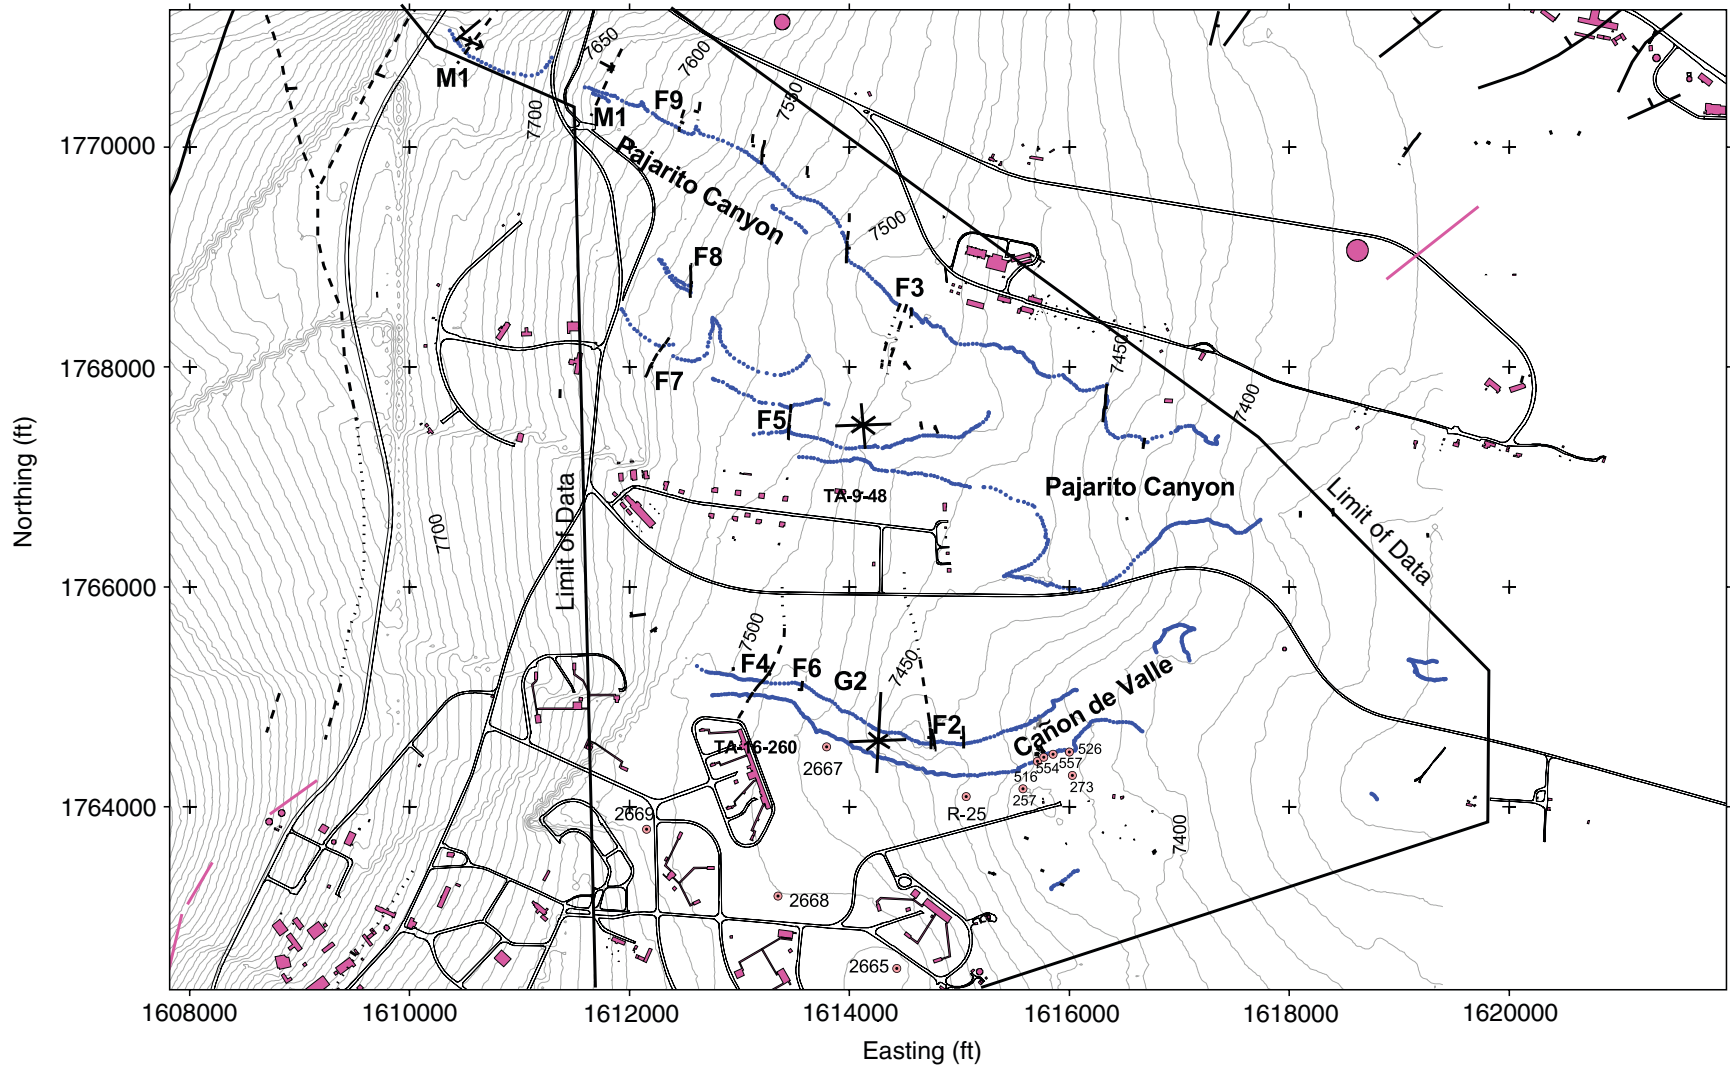 M1
7650
7600
F9
7550
M1
7700
1770000
Pajarito Canyon
7500
F8
F3
7450
1768000
F7
7400
F5
Northing (ft)
TA-9-48
Pajarito Canyon
Limit of Data
Limit of Data
7700
1766000
7500
F4
F6
G2
7450
F2
Cañon de Valle
TA-16-260
2667
526
557
554
516
273
257
1764000
2669
R-25
7400
2668
2665
1608000
1610000
1612000
1614000
1616000
1618000
1620000
Easting (ft)